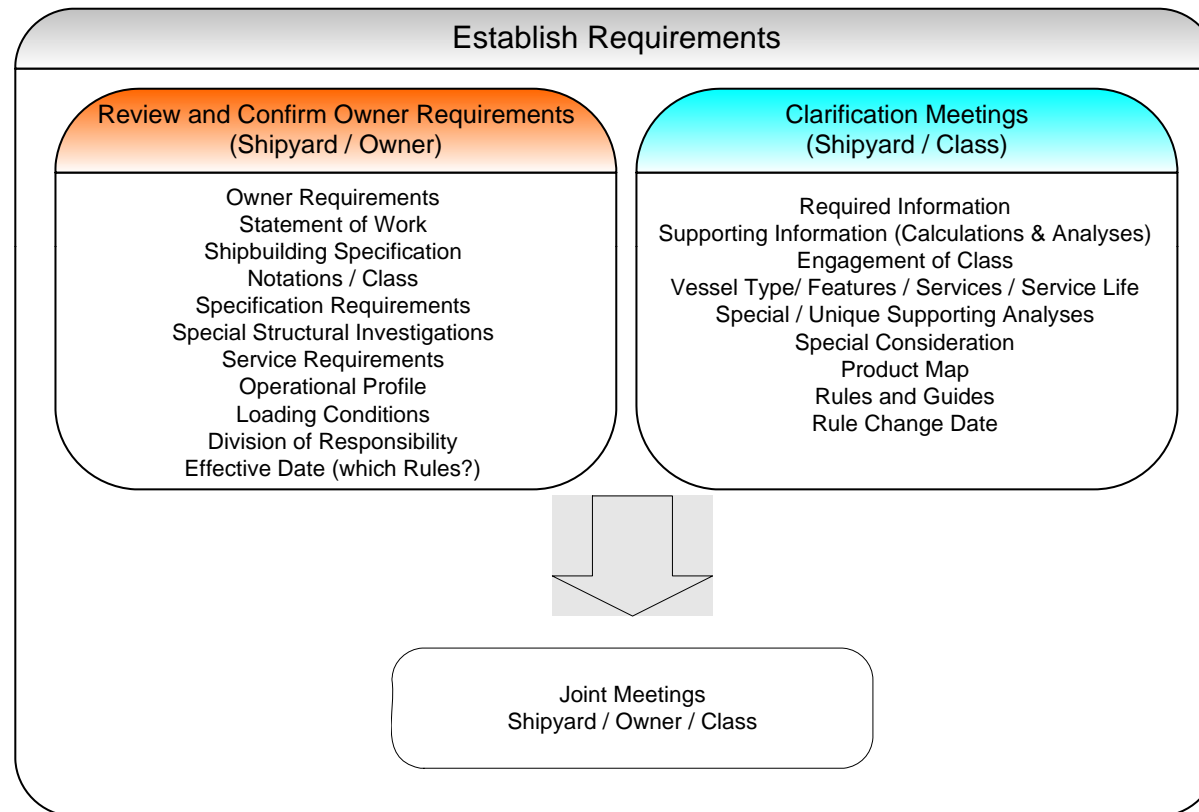 Establish Requirements
Review and Confirm Owner Requirements
(Shipyard / Owner)
Owner Requirements
Statement of Work
Shipbuilding Specification
Notations / Class
Specification Requirements
Special Structural Investigations
Service Requirements
Operational Profile
Loading Conditions
Division of Responsibility
Effective Date (which Rules?)
Clarification Meetings
(Shipyard / Class)
Required Information
Supporting Information (Calculations & Analyses)
Engagement of Class
Vessel Type/ Features / Services / Service Life
Special / Unique Supporting Analyses
Special Consideration
Product Map
Rules and Guides
Rule Change Date
Joint Meetings
Shipyard / Owner / Class